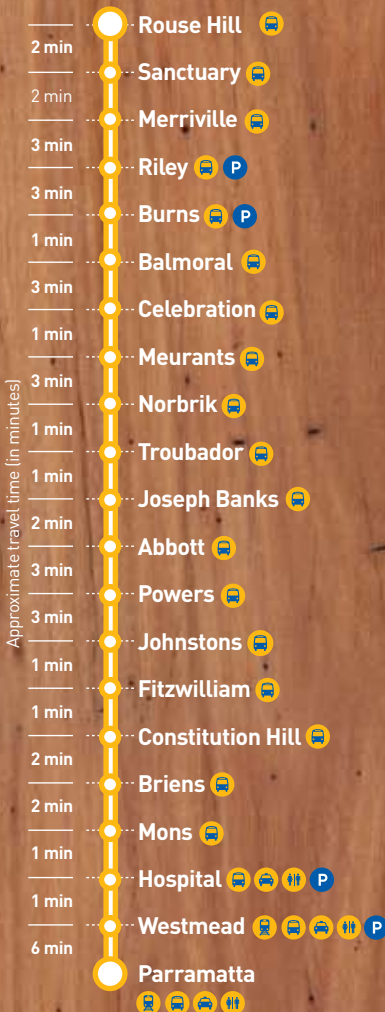 Rouse Hill
2 min
Sanctuary
2 min
Merriville
3 min
Riley P
3 min
Burns P
1 min
Balmoral
3 min
Celebration
1 min
Meurants
3 min
Norbrik
1 min
Troubador
1 min
Joseph Banks
2 min
Abbott
3 min
Powers
3 min
Johnstons
1 min
Fitzwilliam
1 min
Constitution Hill
2 min
Briens
2 min
Mons
1 min
Hospital P
1 min
Westmead P
6 min
Parramatta
Approximate travel time (in minutes)